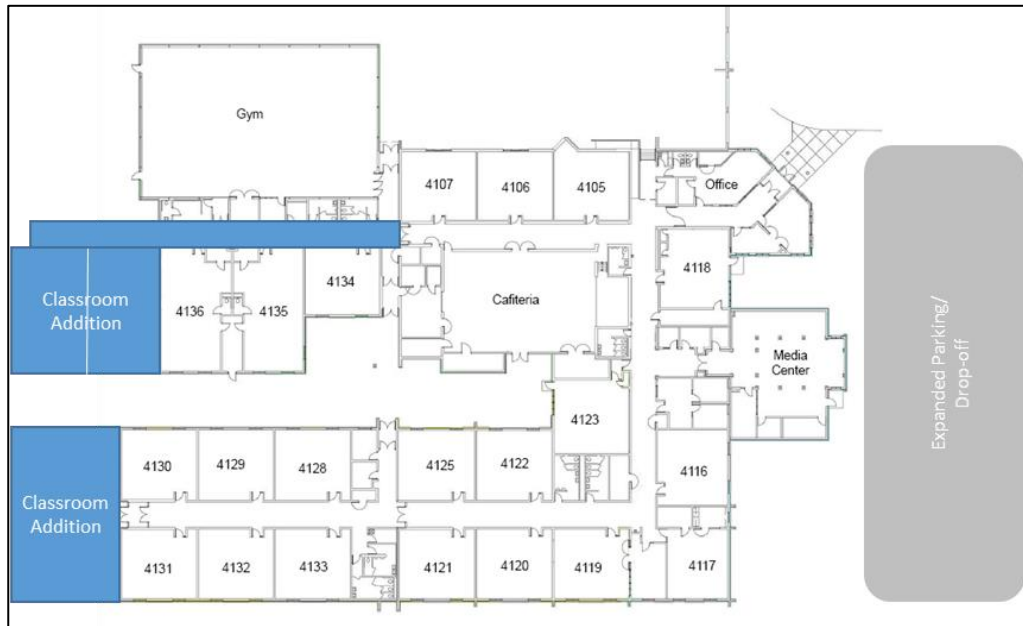 Gym
4107
4106
4105
Office
4118
Classroom
Addition
4136
4135
4134
Cafiteria
Media
Center
Expanded Parking/
Drop-off
4123
Classroom
Addition
4130
4129
4128
4125
4122
4116
4131
4132
4133
4121
4120
4119
4117